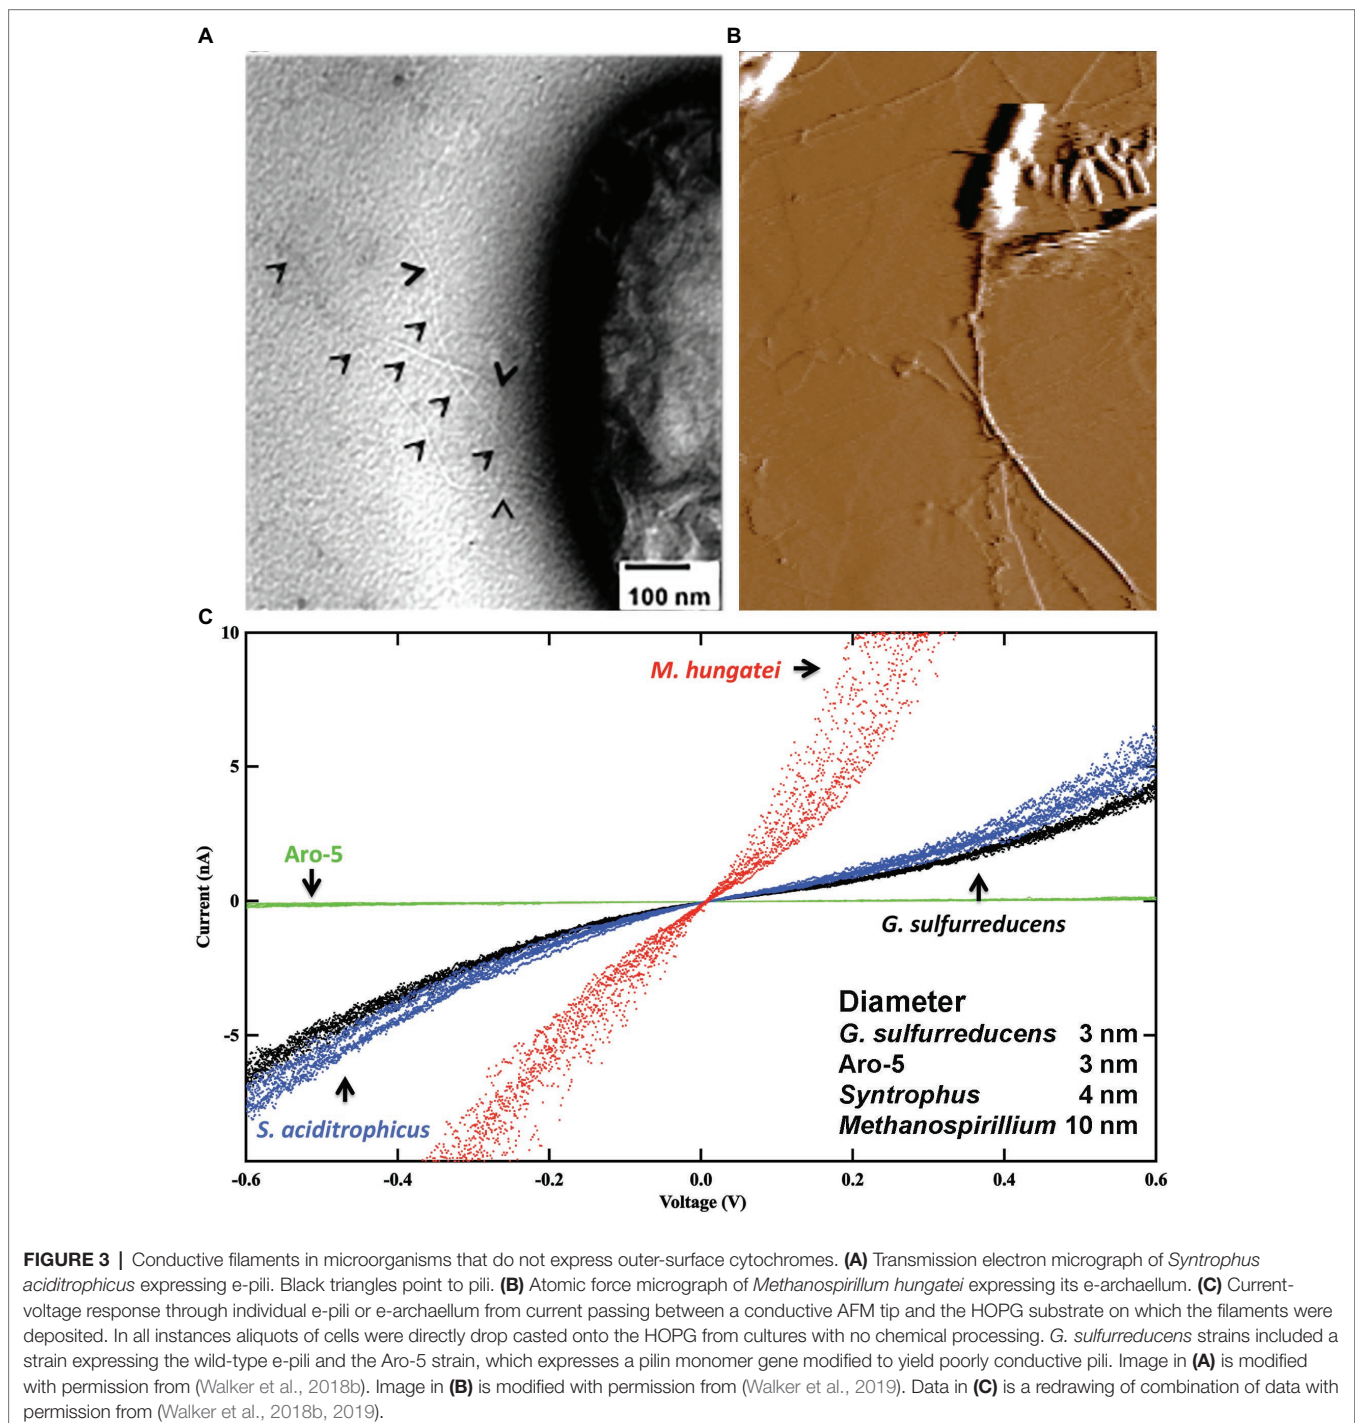 A
B
100 nm
C
10
5
0
-5
Current (nA)
M. hungatei
Aro-5
G. sulfurreducens
S. aciditrophicus
Diameter
G. sulfurreducens 3 nm
Aro-5 3 nm
Syntrophus 4 nm
Methanospirillium 10 nm
-0.6 -0.4 -0.2 0.0 0.2 0.4 0.6
Voltage (V)
FIGURE 3 | Conductive filaments in microorganisms that do not express outer-surface cytochromes. (A) Transmission electron micrograph of Syntrophus
aciditrophicus expressing e-pili. Black triangles point to pili. (B) Atomic force micrograph of Methanospirillum hungatei expressing its e-archaellum. (C) Current-
voltage response through individual e-pili or e-archaellum from current passing between a conductive AFM tip and the HOPG substrate on which the filaments were
deposited. In all instances aliquots of cells were directly drop casted onto the HOPG from cultures with no chemical processing. G. sulfurreducens strains included a
strain expressing the wild-type e-pili and the Aro-5 strain, which expresses a pilin monomer gene modified to yield poorly conductive pili. Image in (A) is modified
with permission from (Walker et al., 2018b). Image in (B) is modified with permission from (Walker et al., 2019). Data in (C) is a redrawing of combination of data with
permission from (Walker et al., 2018b, 2019).